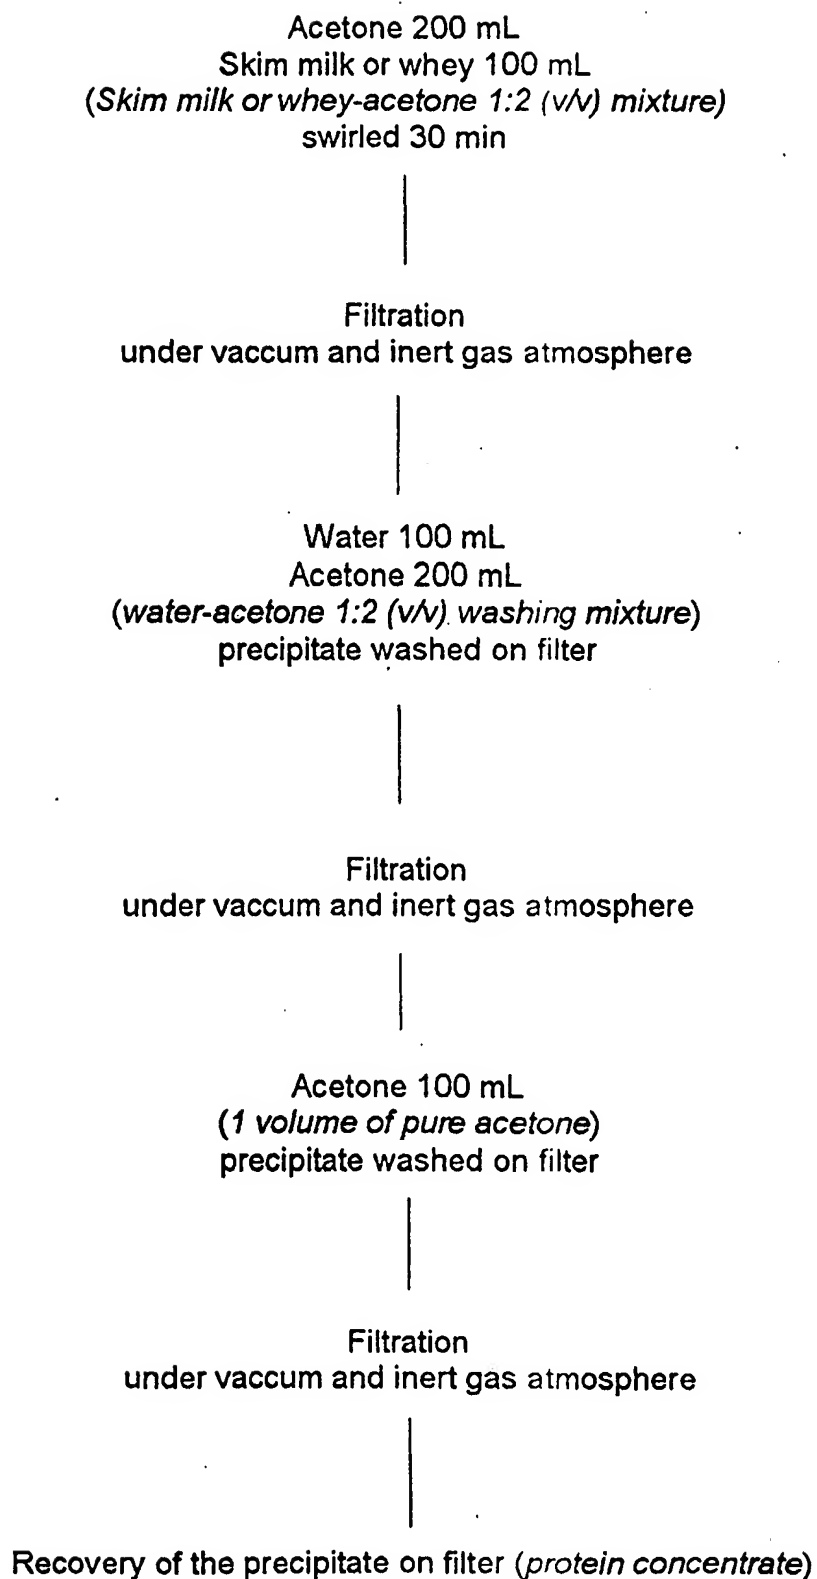 Acetone 200 mL
Skim milk or whey 100 mL
(Skim milk or whey-acetone 1:2 (v/v) mixture)
swirled 30 min
Filtration
under vaccum and inert gas atmosphere
Water 100 mL
Acetone 200 mL
(water-acetone 1:2 (v/v). washing mixture)
precipitate washed on filter
Filtration
under vaccum and inert gas atmosphere
Acetone 100 mL
(1 volume of pure acetone)
precipitate washed on filter
Filtration
under vaccum and inert gas atmosphere
Recovery of the precipitate on filter (protein concentrate)